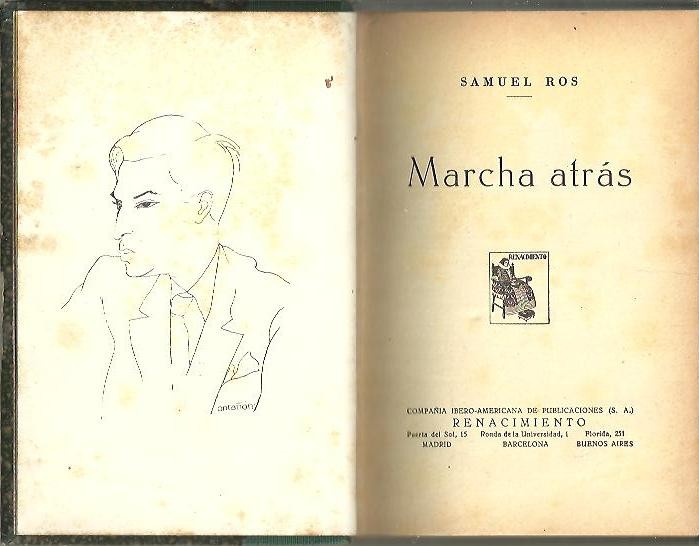 antañon
SAMUEL ROS
Marcha atrás
RENACIMIENTO
COMPAÑIA IBERO-AMERICANA DE PUBLICACIONES (S. A.)
RENACIMIENTO
Puerta del Sol, 15 Ronda de la Universidad, 1 Florida, 251
MADRID BARCELONA BUENOS AIRES